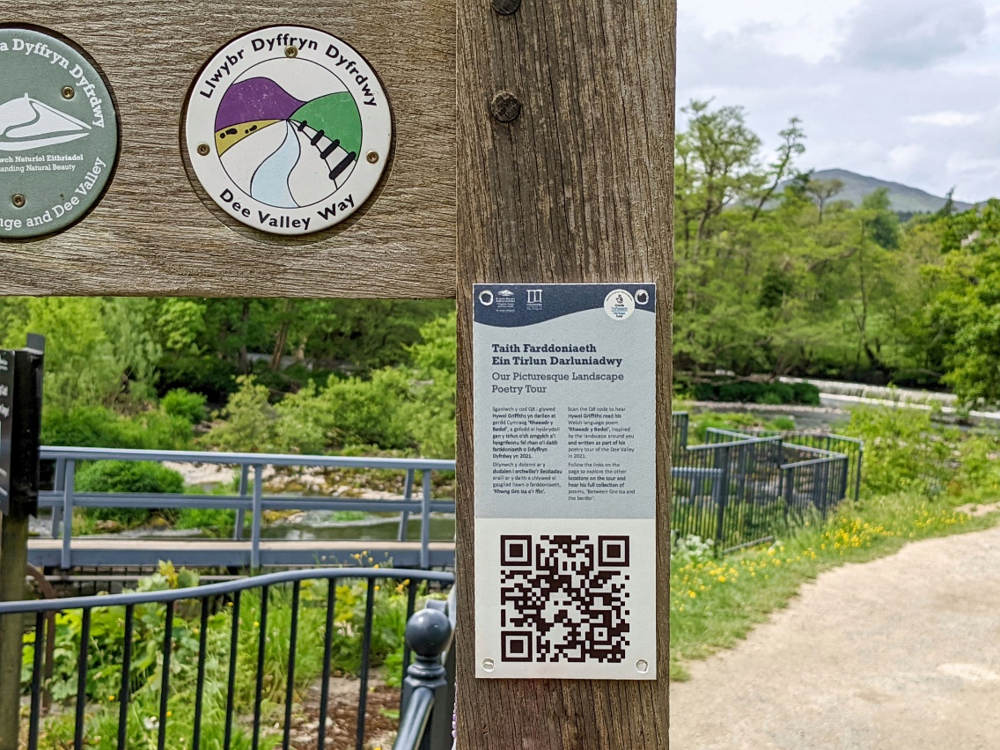 a Dyffryn Dyfrdwy
wch Naturiol Eithriadol
tanding Natural Beauty
nge and Dee Valley
Llwybr Dyffryn Dyfrdwy
Dee Valley Way
Taith Farddoniaeth
Ein Tirlun Darluniadwy
Our Picturesque Landscape
Poetry Tour
Sganiwch y cod QR i glywed
Hywel Griffiths yn darllen ei
gerdd Cymraeg 'Rhaeadr y
Bedol', a gafodd ei hysbrydoli
gan y tirlun o'ch amgylch a'i
hysgrifennu fel rhan o'i daith
farddoniaeth o Ddyffryn
Dyfrdwy yn 2021.
Dilynwch y dolenni ar y
dudalen i archwilio'r lleoliadau
eraill ar y daith a chlywed ei
gasgliad llawn o farddoniaeth,
'Rhwng Gro Isa a'r ffin'.
Scan the QR code to hear
Hywel Griffiths read his
Welsh language poem
'Rhaeadr y Bedol', inspired
by the landscape around you
and written as part of his
poetry tour of the Dee Valley
in 2021.
Follow the links on the
page to explore the other
locations on the tour and
hear his full collection of
poems, 'Between Gro Isa and
the border'.